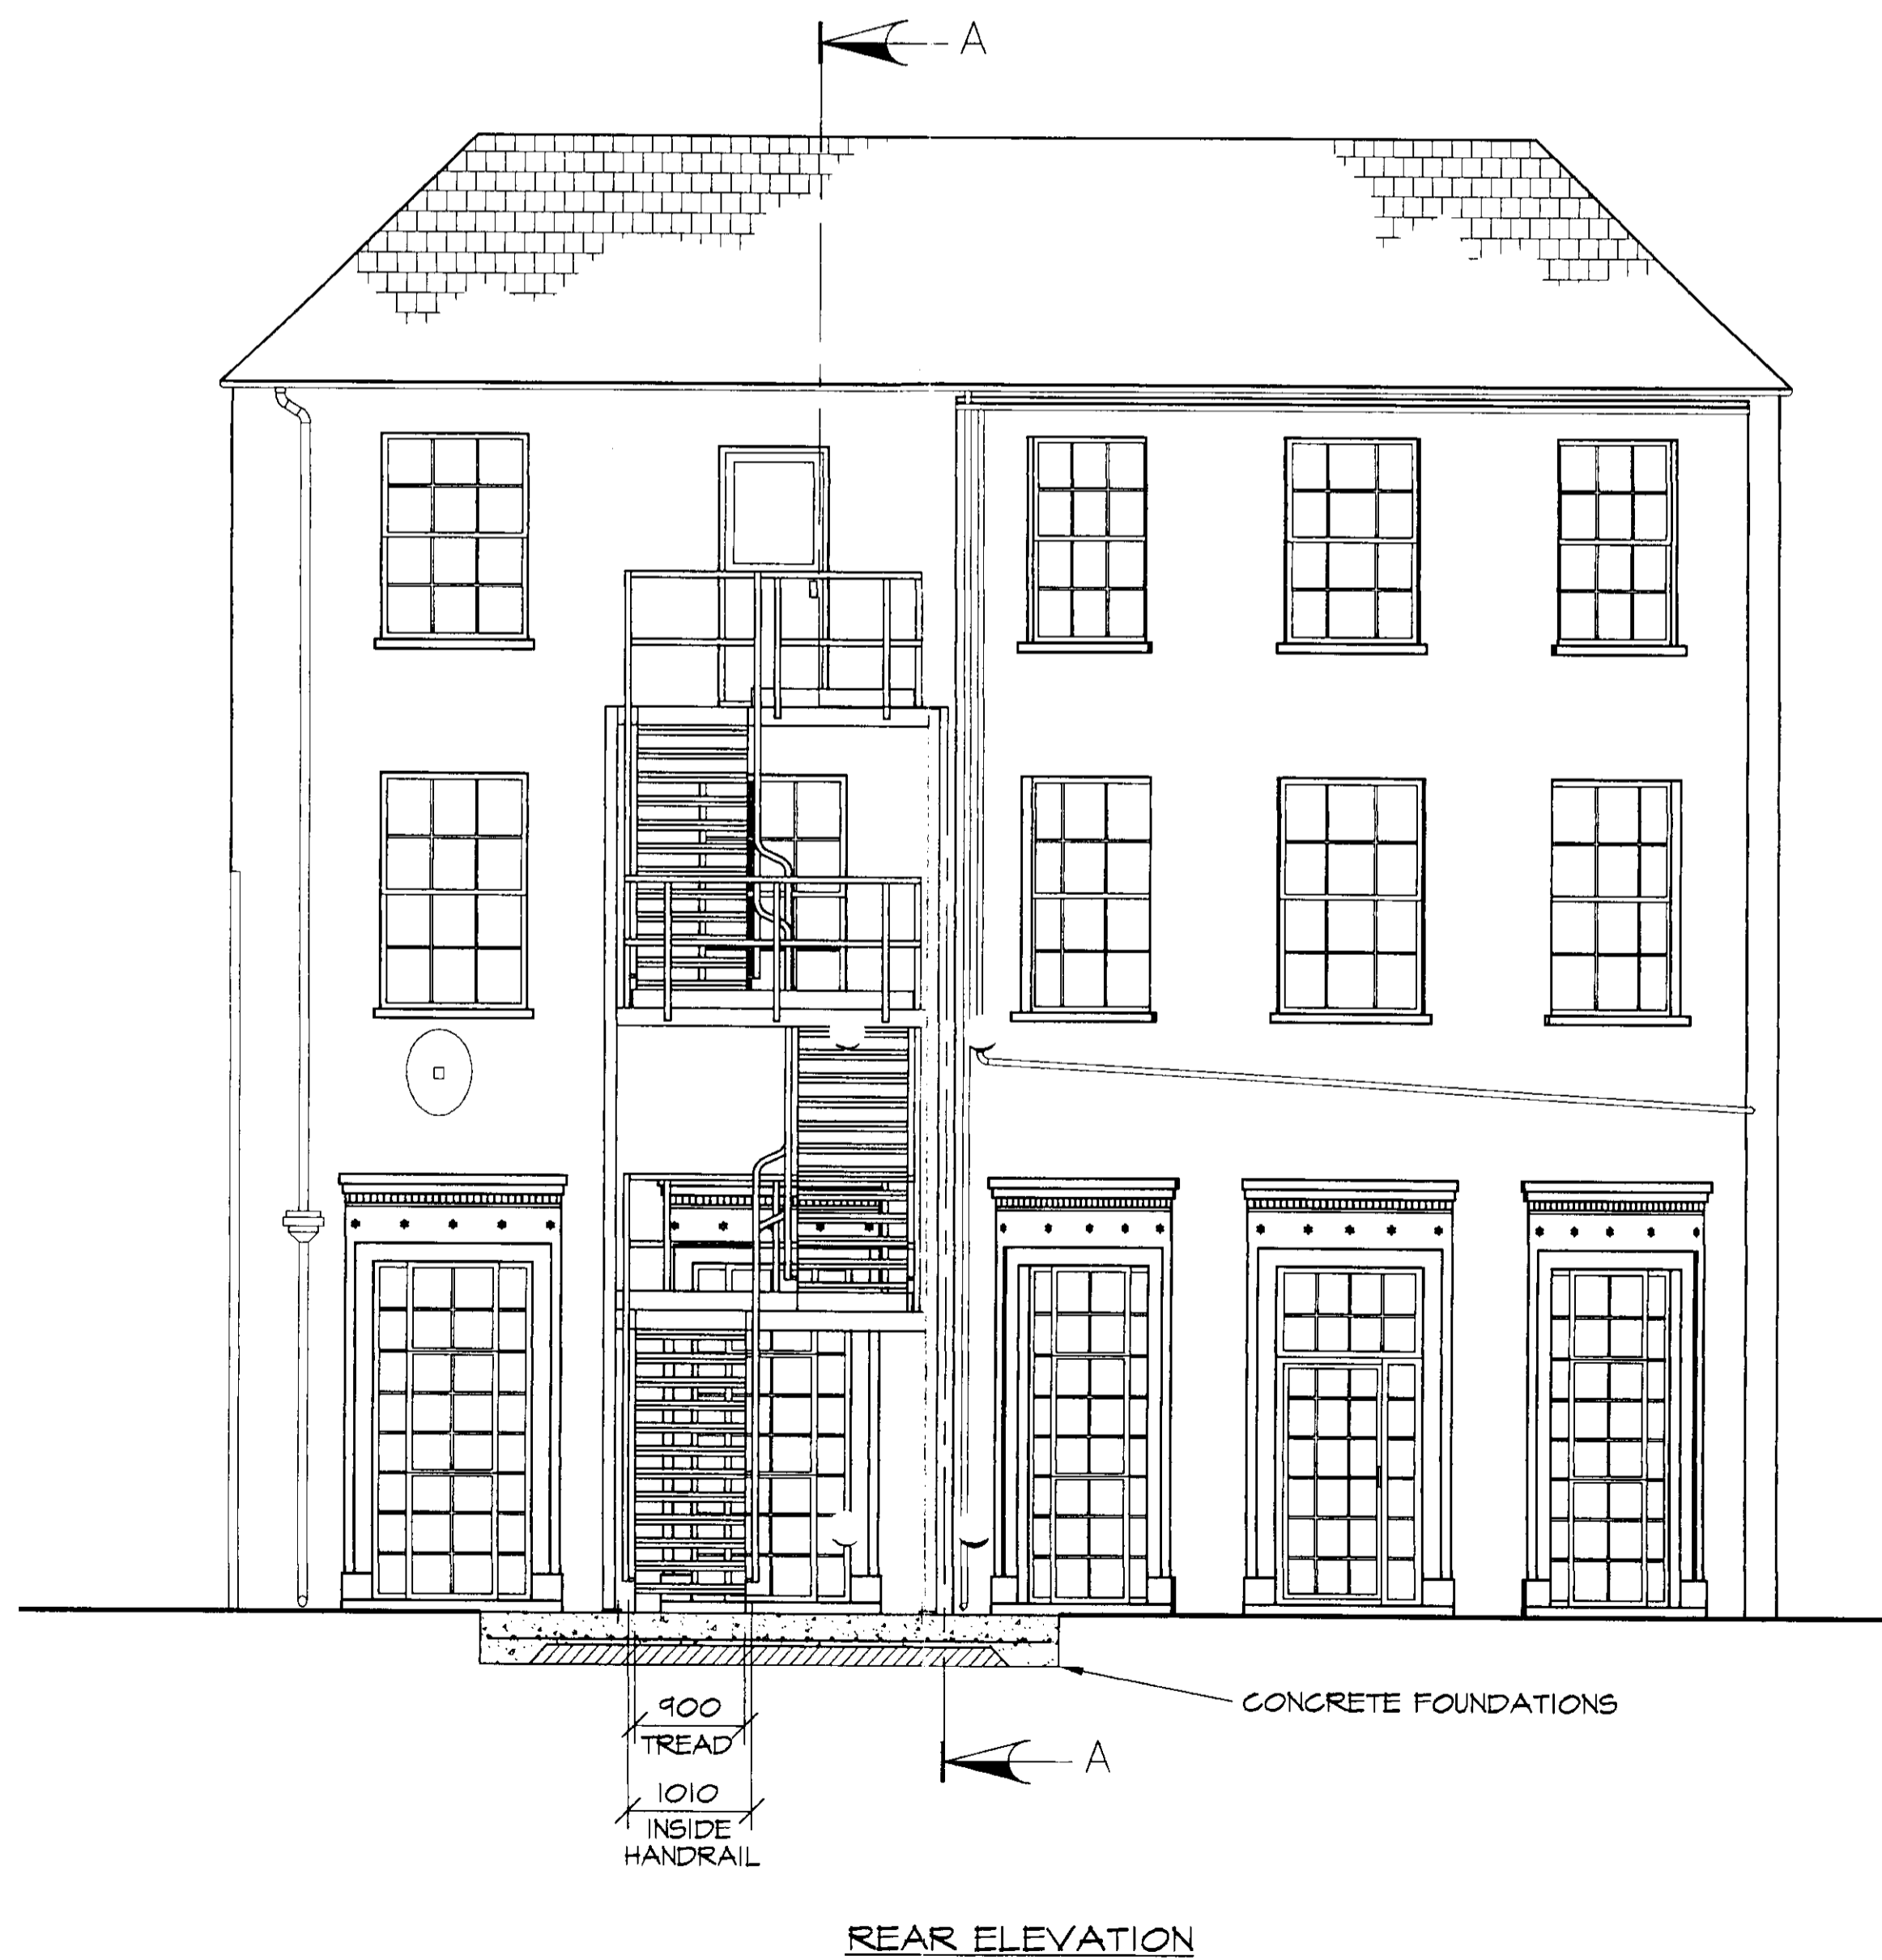 A
CONCRETE FOUNDATIONS
900
TREAD
A
1010
INSIDE
HANDRAIL
REAR ELEVATION